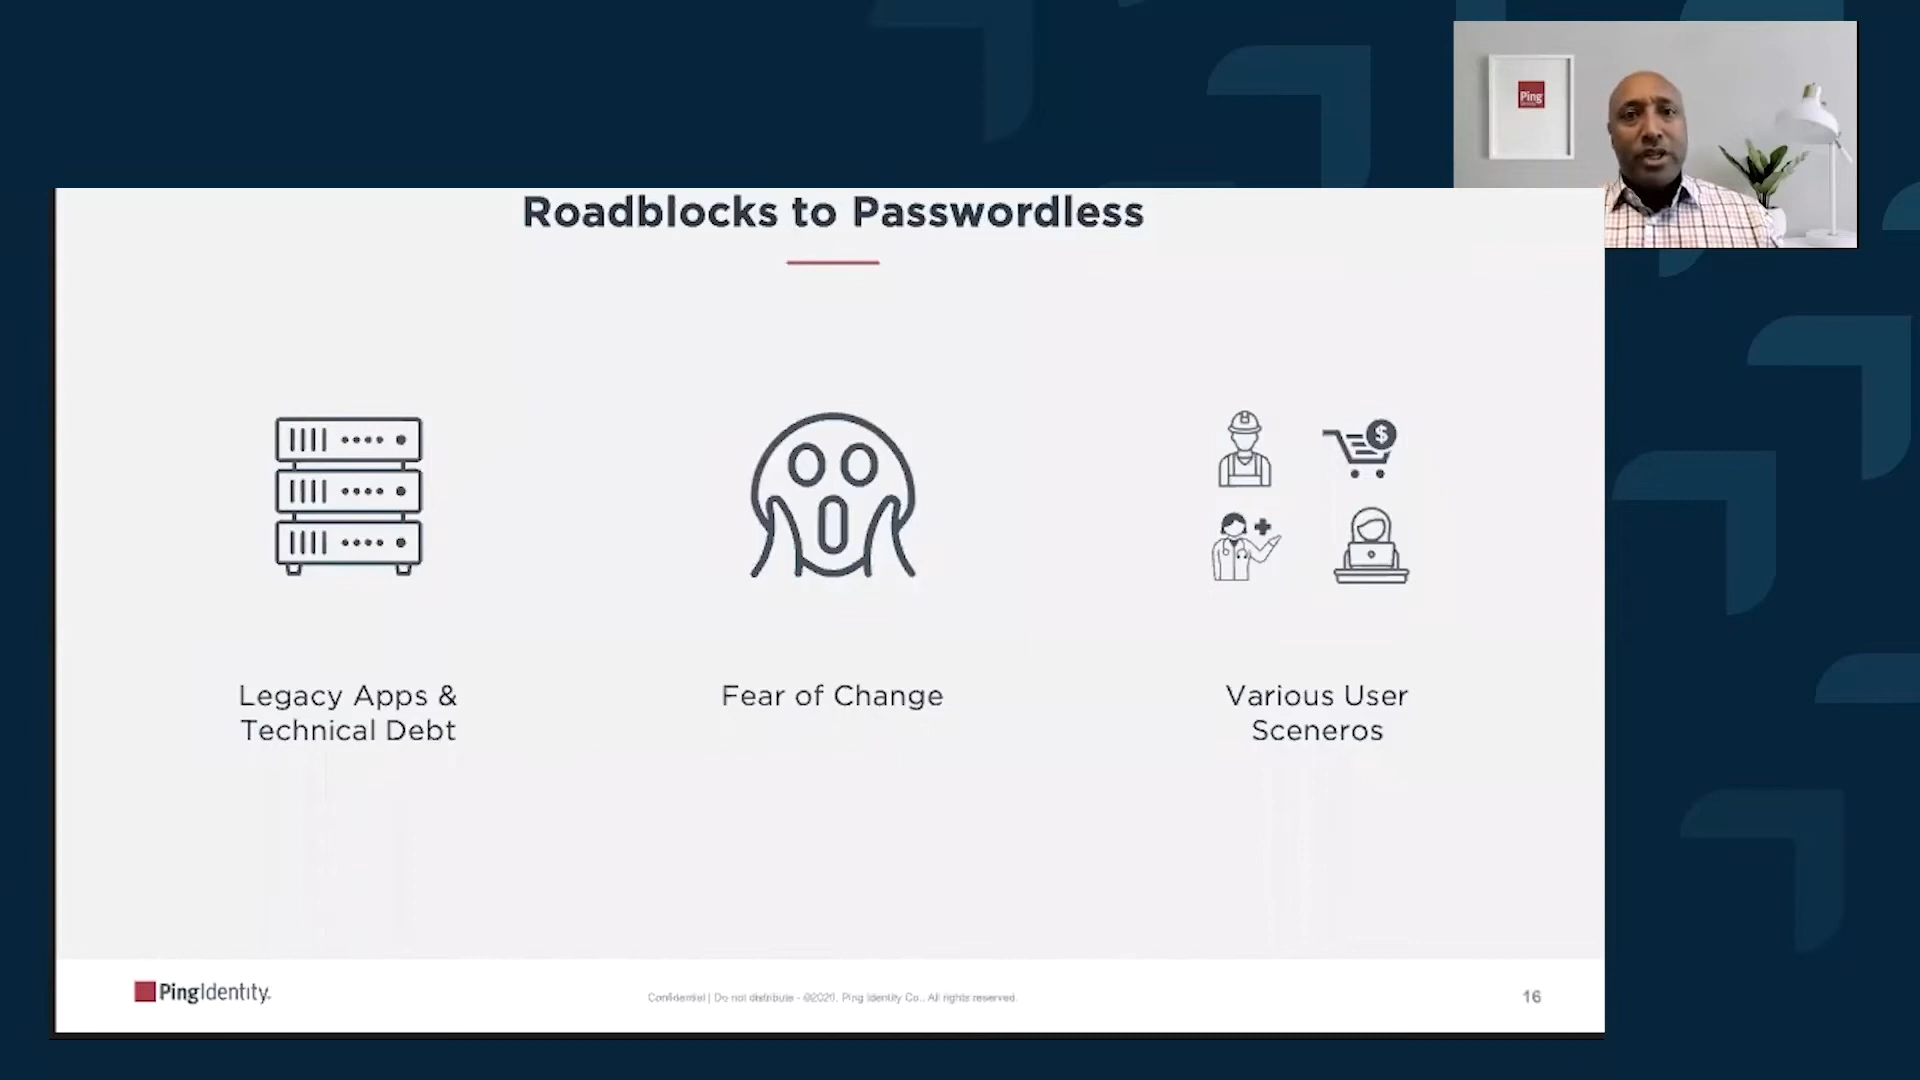 Ping
Roadblocks to Passwordless
$
Legacy Apps &
Technical Debt
Fear of Change
Various User
Sceneros
PingIdentity.
Confidential | Do not distribute - ©2020. Ping Identity Co.. All rights reserved.
16